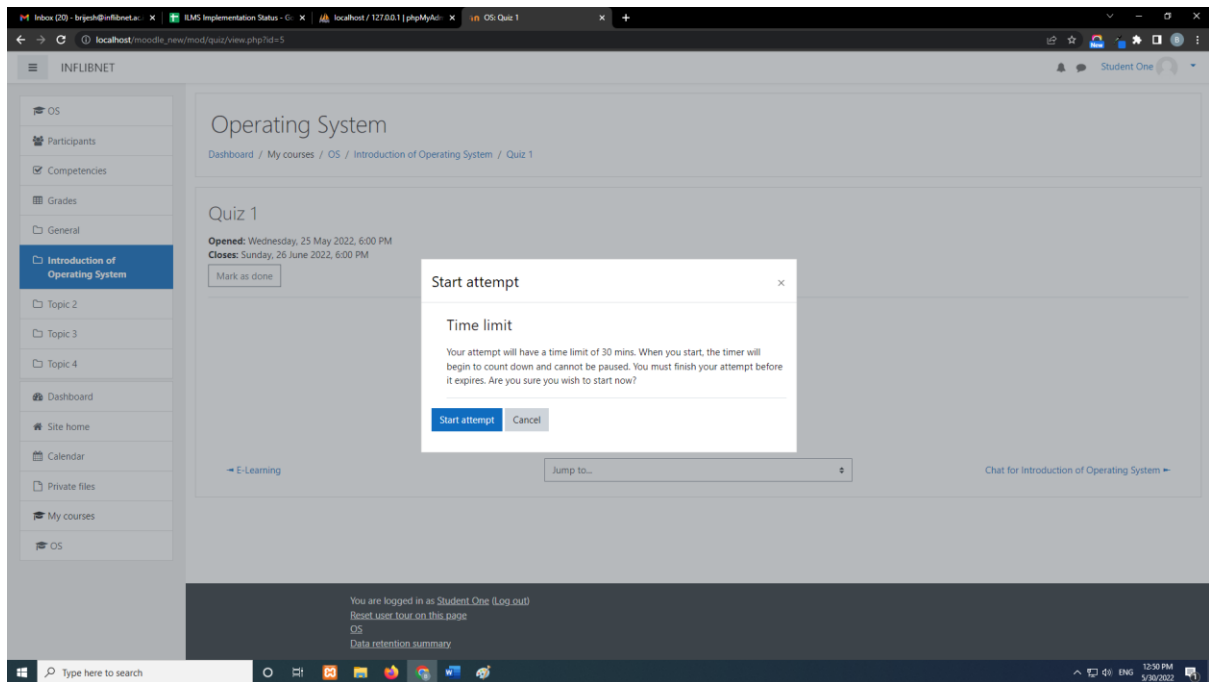 Inbox (20) - brijesh@inflibnet.ac.
ILMS Implementation Status - Go
localhost / 127.0.0.1 | phpMyAdm
OS: Quiz 1
localhost/moodle_new/mod/quiz/view.php?id=5
New
INFLIBNET
Student One
OS
Participants
Competencies
Grades
General
Introduction of
Operating System
Topic 2
Topic 3
Topic 4
Dashboard
Site home
Calendar
Private files
My courses
OS
Operating System
Dashboard / My courses / OS / Introduction of Operating System / Quiz 1
Quiz 1
Opened: Wednesday, 25 May 2022, 6:00 PM
Closes: Sunday, 26 June 2022, 6:00 PM
Mark as done
Start attempt
×
Time limit
Your attempt will have a time limit of 30 mins. When you start, the timer will
begin to count down and cannot be paused. You must finish your attempt before
it expires. Are you sure you wish to start now?
Start attempt Cancel
◄ E-Learning
Jump to...
Chat for Introduction of Operating System ►
You are logged in as Student One (Log out)
Reset user tour on this page
OS
Data retention summary
Type here to search
ENG
12:50 PM
5/30/2022